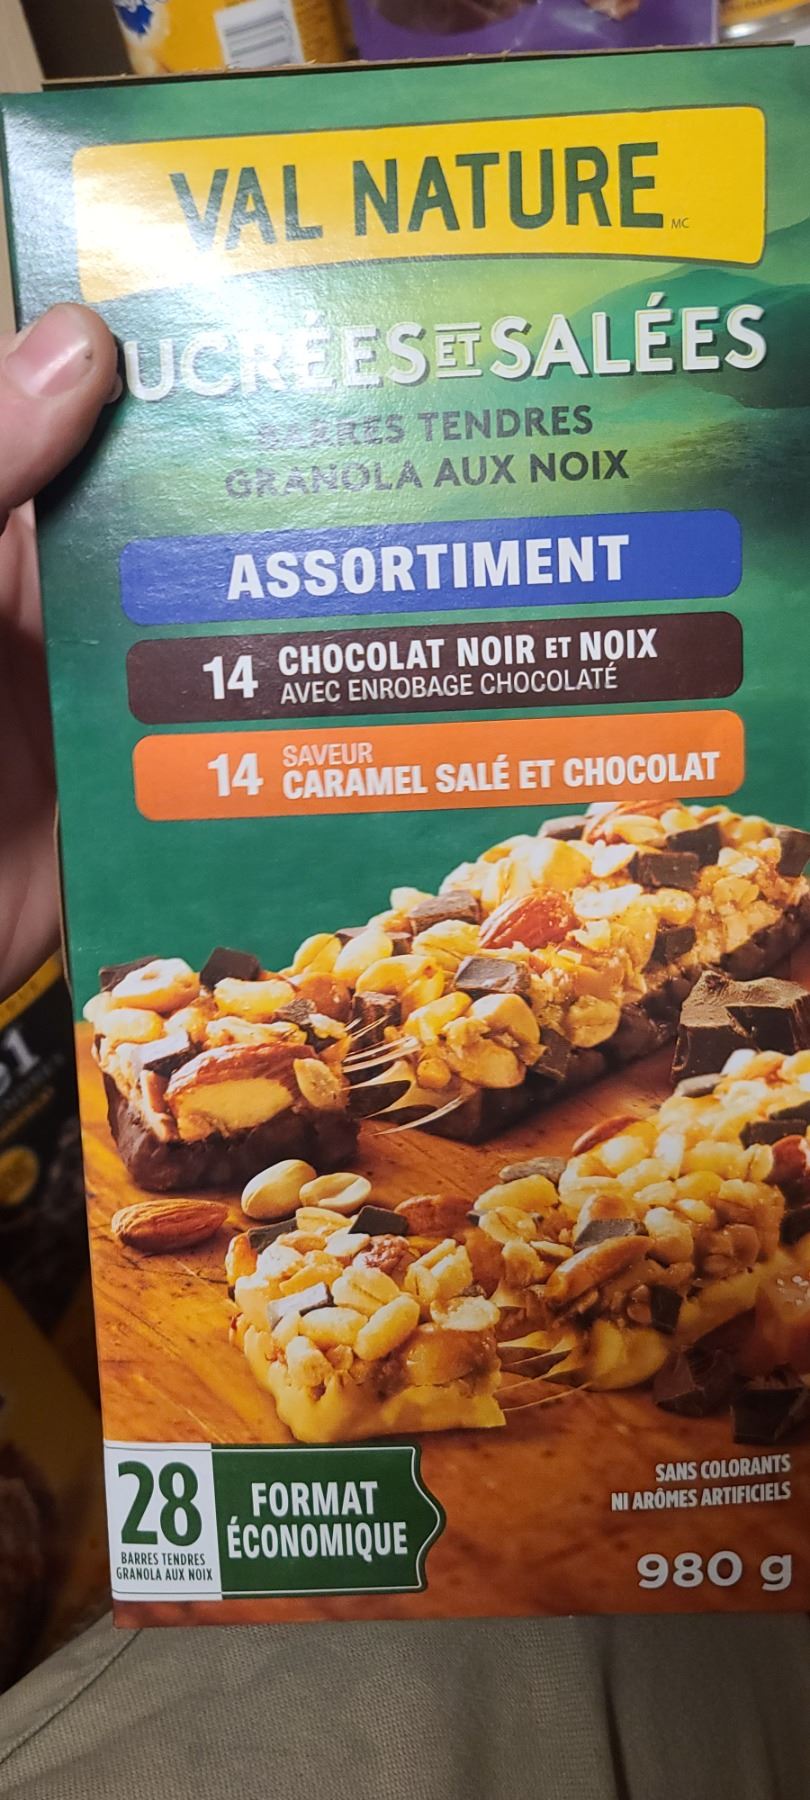 VAL NATURE MC
SUCRÉES ET SALÉES
BARRES TENDRES
GRANOLA AUX NOIX
ASSORTIMENT
14 CHOCOLAT NOIR ET NOIX
AVEC ENROBAGE CHOCOLATÉ
14 SAVEUR
CARAMEL SALÉ ET CHOCOLAT
28
BARRES TENDRES
GRANOLA AUX NOIX
FORMAT
ÉCONOMIQUE
SANS COLORANTS
NI ARÔMES ARTIFICIELS
980 g